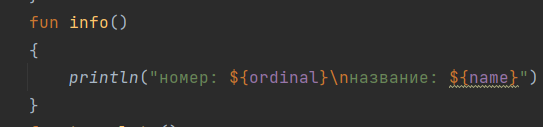 fun info()
{
println("номер: ${ordinal}\nназвание: ${name}")
}